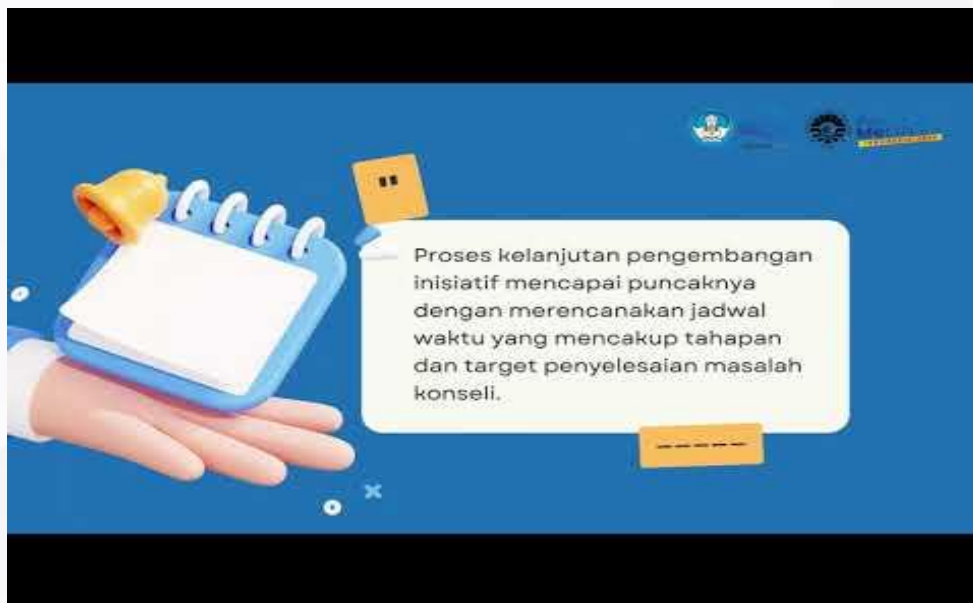 "
Proses kelanjutan pengembangan
inisiatif mencapai puncaknya
dengan merencanakan jadwal
waktu yang mencakup tahapan
dan target penyelesaian masalah
konseli.